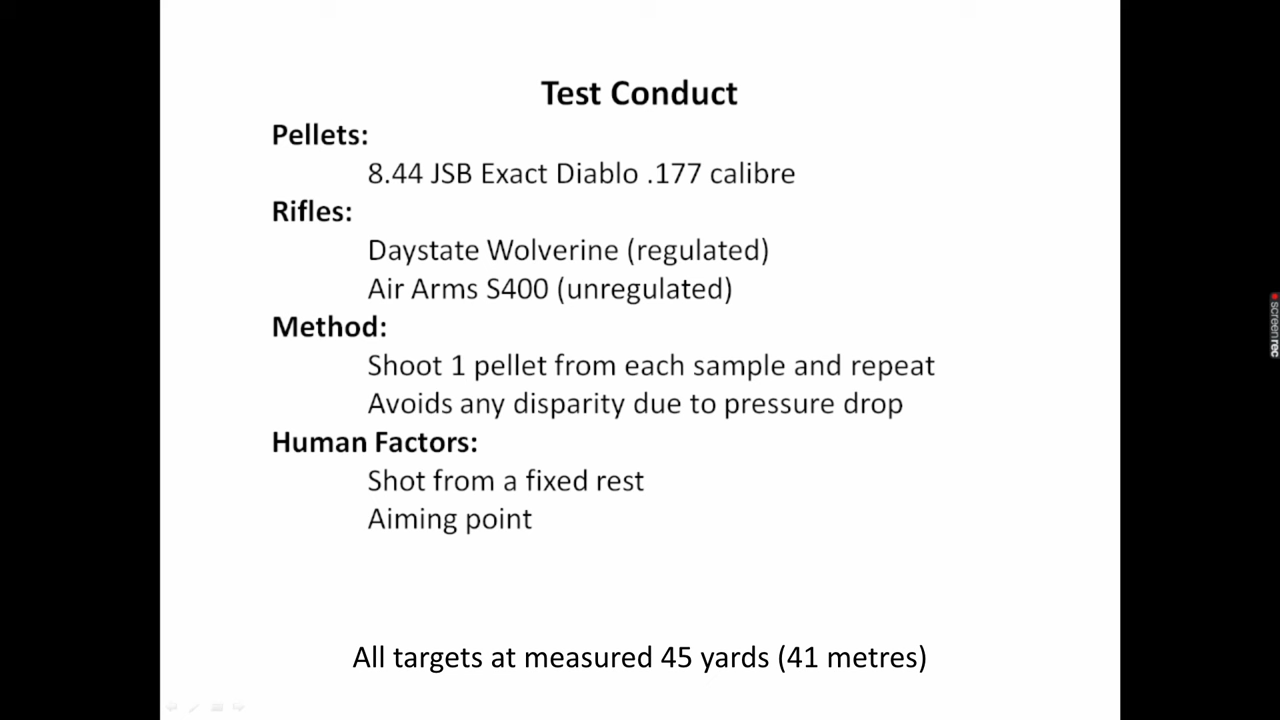 Test Conduct
Pellets:
8.44 JSB Exact Diablo .177 calibre
Rifles:
Daystate Wolverine (regulated)
Air Arms S400 (unregulated)
Method:
Shoot 1 pellet from each sample and repeat
Avoids any disparity due to pressure drop
Human Factors:
Shot from a fixed rest
Aiming point
All targets at measured 45 yards (41 metres)
screenrec